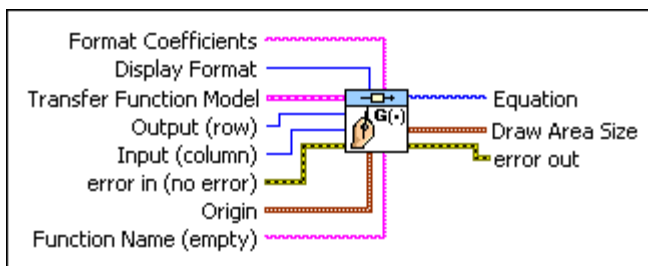 Format Coefficients
Display Format
Transfer Function Model
Output (row)
Input (column)
error in (no error)
Origin
Function Name (empty)
G(·)
Equation
Draw Area Size
error out